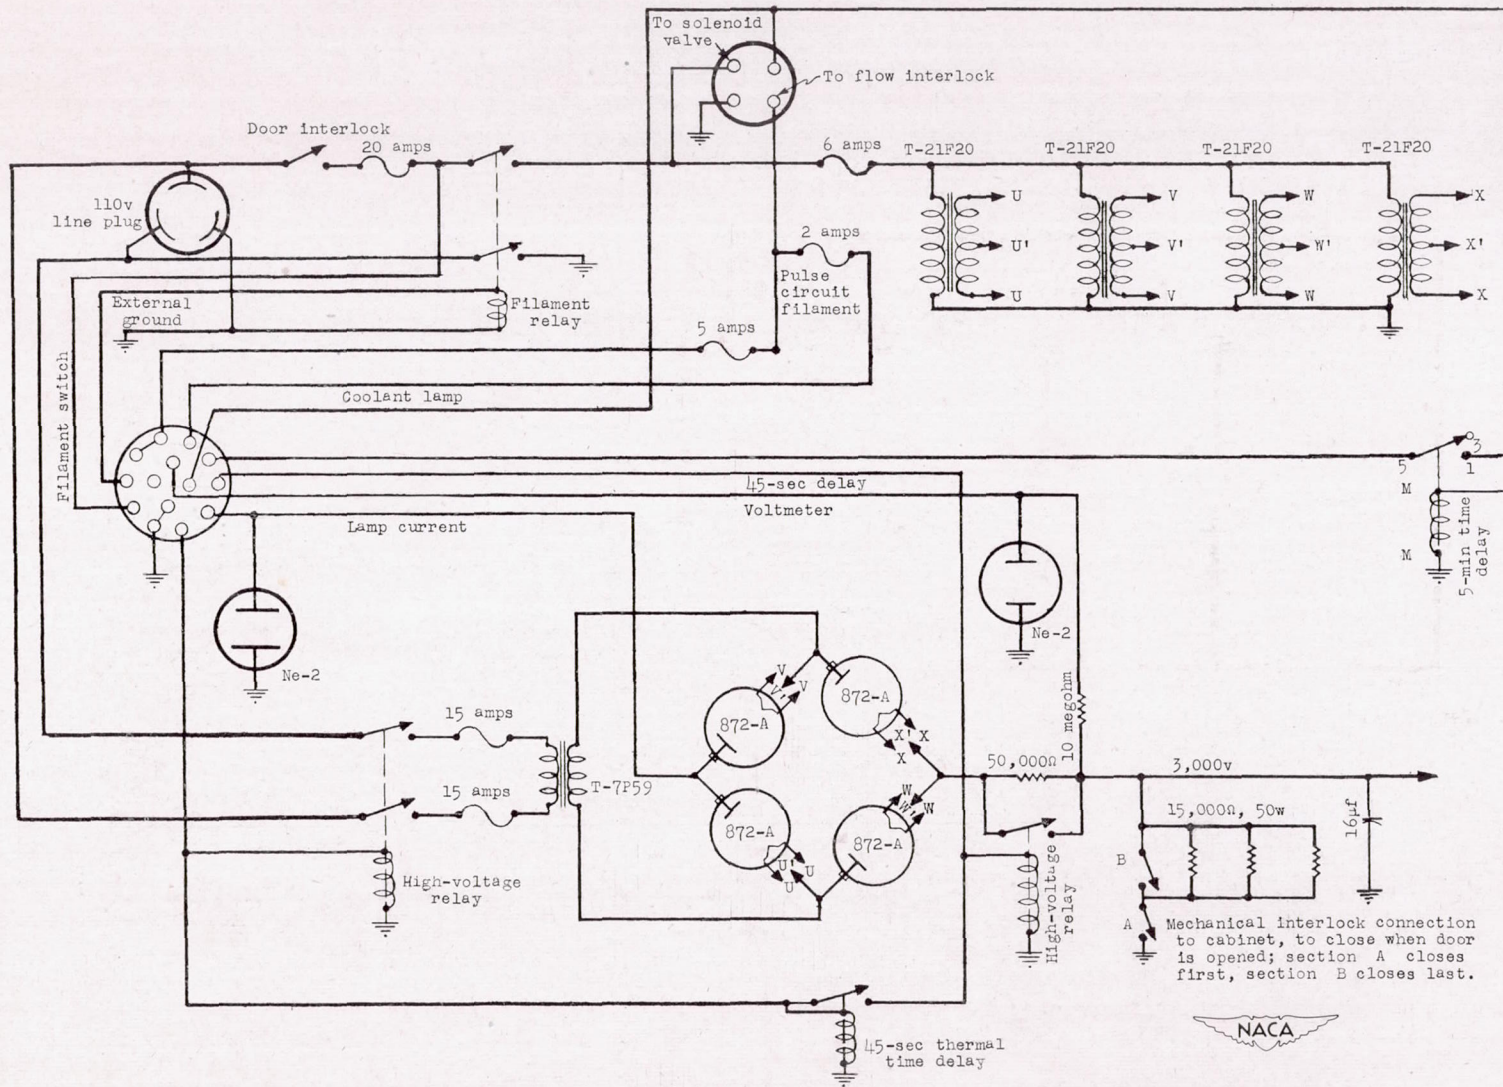 To solenoid
valve
To flow interlock
Door interlock
20 amps
6 amps
T-21F20
T-21F20
T-21F20
T-21F20
110v
line plug
U
U'
U
V
V'
V
W
W'
W
X
X'
X
2 amps
Pulse
circuit
filament
External
ground
Filament
relay
5 amps
Filament switch
Coolant lamp
45-sec delay
Voltmeter
Lamp current
5
3
1
M
M
5-min time
delay
Ne-2
Ne-2
15 amps
15 amps
T-7P59
V
V'
V
872-A
872-A
X'
X
X
872-A
872-A
W
W'
W
U'
U
U
10 megohm
50,000Ω
3,000v
15,000Ω, 50w
16μf
B
A
High-voltage
relay
High-voltage
relay
Mechanical interlock connection
to cabinet, to close when door
is opened; section A closes
first, section B closes last.
45-sec thermal
time delay
NACA